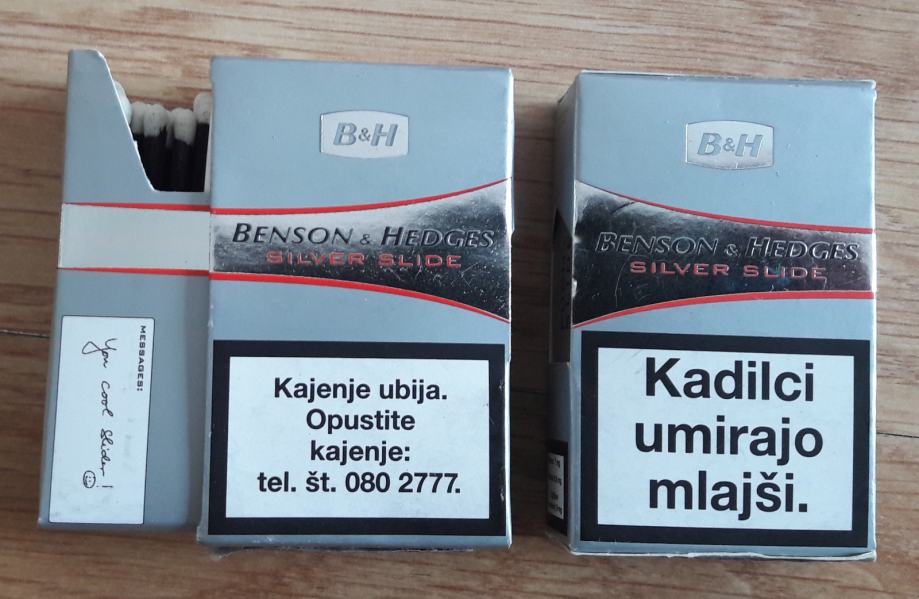 B&H
BENSON & HEDGES
SILVER SLIDE
MESSAGES:
You cool slider!
Kajenje ubija.
Opustite
kajenje:
tel. št. 080 2777.
B&H
BENSON & HEDGES
SILVER SLIDE
Kadilci
umirajo
mlajši.